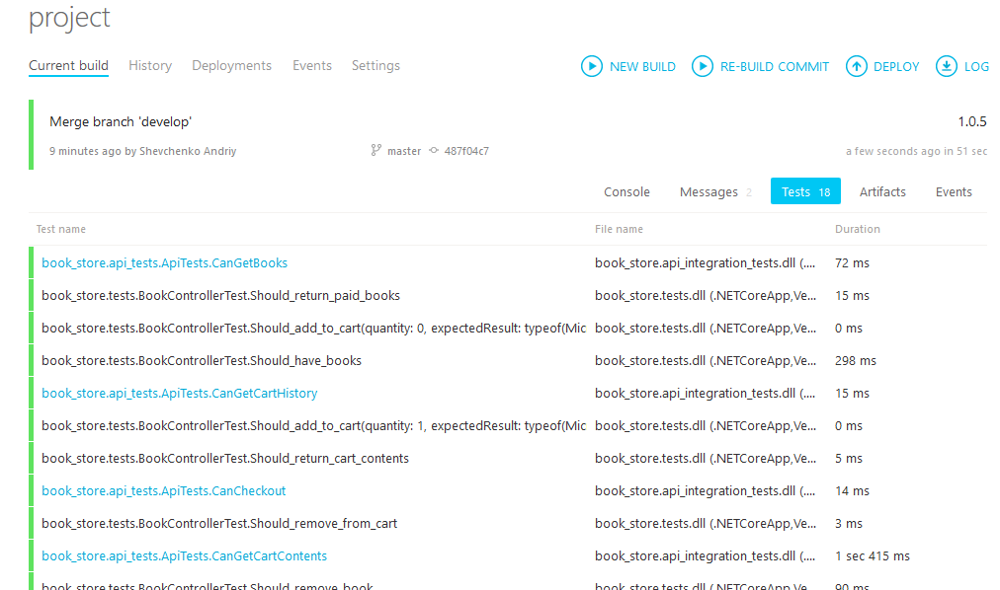 project
Current build History Deployments Events Settings NEW BUILD RE-BUILD COMMIT DEPLOY LOG
Merge branch 'develop' 1.0.5
9 minutes ago by Shevchenko Andriy master 487f04c7 a few seconds ago in 51 sec
Console Messages 2 Tests 18 Artifacts Events
Test name File name Duration
book_store.api_tests.ApiTests.CanGetBooks book_store.api_integration_tests.dll (.... 72 ms
book_store.tests.BookControllerTest.Should_return_paid_books book_store.tests.dll (.NETCoreApp,Ve... 15 ms
book_store.tests.BookControllerTest.Should_add_to_cart(quantity: 0, expectedResult: typeof(Mic book_store.tests.dll (.NETCoreApp,Ve... 0 ms
book_store.tests.BookControllerTest.Should_have_books book_store.tests.dll (.NETCoreApp,Ve... 298 ms
book_store.api_tests.ApiTests.CanGetCartHistory book_store.api_integration_tests.dll (.... 15 ms
book_store.tests.BookControllerTest.Should_add_to_cart(quantity: 1, expectedResult: typeof(Mic book_store.tests.dll (.NETCoreApp,Ve... 0 ms
book_store.tests.BookControllerTest.Should_return_cart_contents book_store.tests.dll (.NETCoreApp,Ve... 5 ms
book_store.api_tests.ApiTests.CanCheckout book_store.api_integration_tests.dll (.... 14 ms
book_store.tests.BookControllerTest.Should_remove_from_cart book_store.tests.dll (.NETCoreApp,Ve... 3 ms
book_store.api_tests.ApiTests.CanGetCartContents book_store.api_integration_tests.dll (.... 1 sec 415 ms
book_store.tests.BookControllerTest.Should_remove_book book_store.tests.dll (.NETCoreApp,Ve... 90 ms